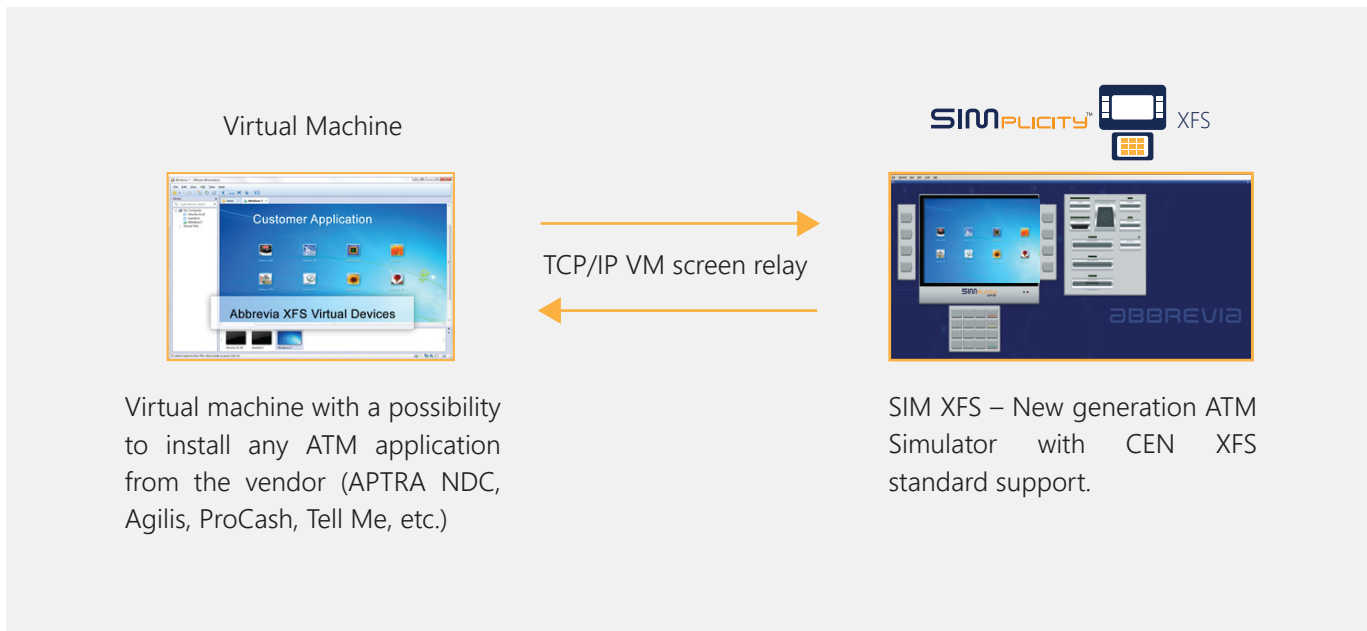 Virtual Machine
SIMPLICITY™ XFS
Customer Application
Abbrevia XFS Virtual Devices
TCP/IP VM screen relay
SIMPLICITY
ABBREVIA
Virtual machine with a possibility
to install any ATM application
from the vendor (APTRA NDC,
Agilis, ProCash, Tell Me, etc.)
SIM XFS – New generation ATM
Simulator with CEN XFS
standard support.